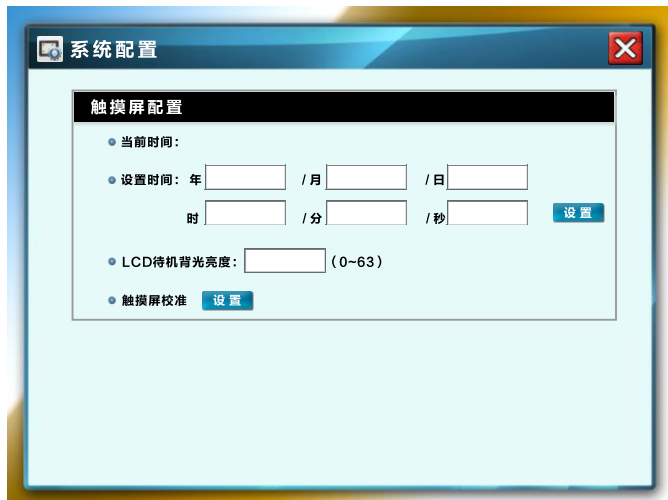 系统配置
触摸屏配置
当前时间:
设置时间: 年 /月 /日
时 /分 /秒 设置
LCD待机背光亮度: (0~63)
触摸屏校准 设置